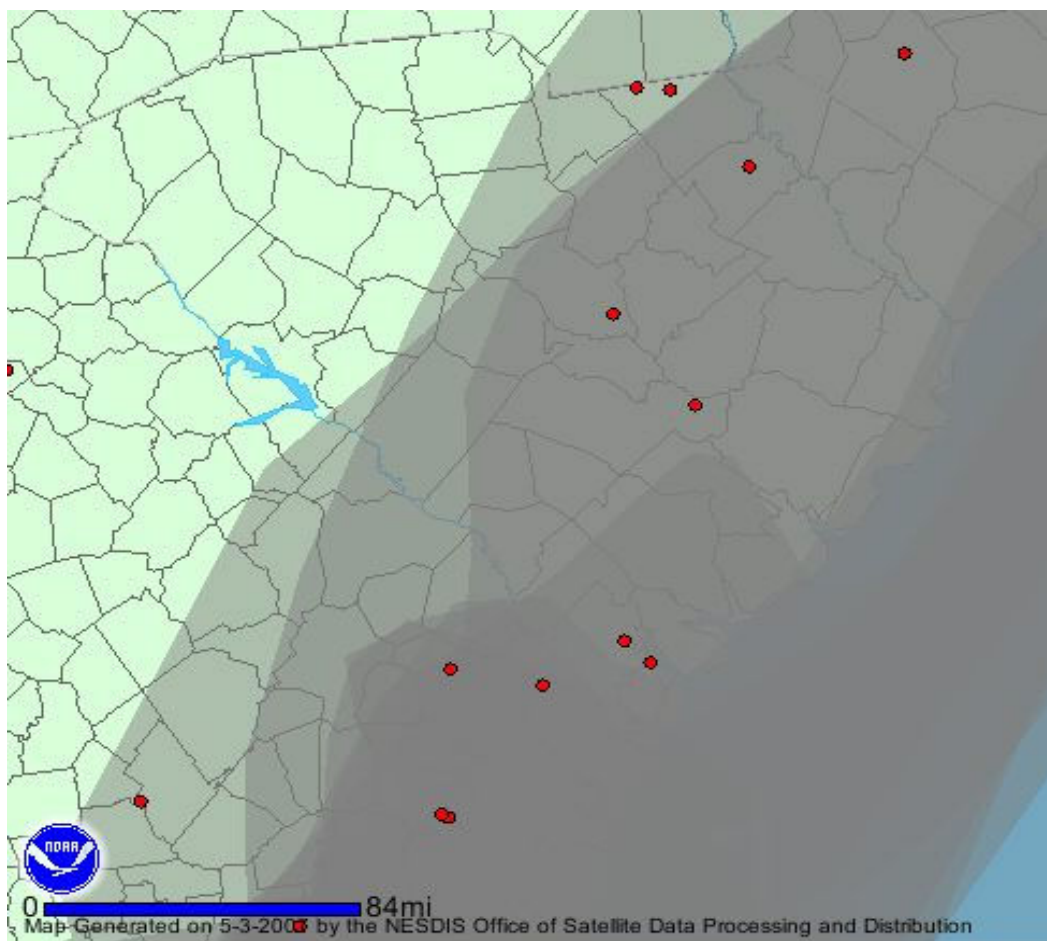 NOAA
0 84mi
Map Generated on 5-3-200 by the NESDIS Office of Satellite Data Processing and Distribution